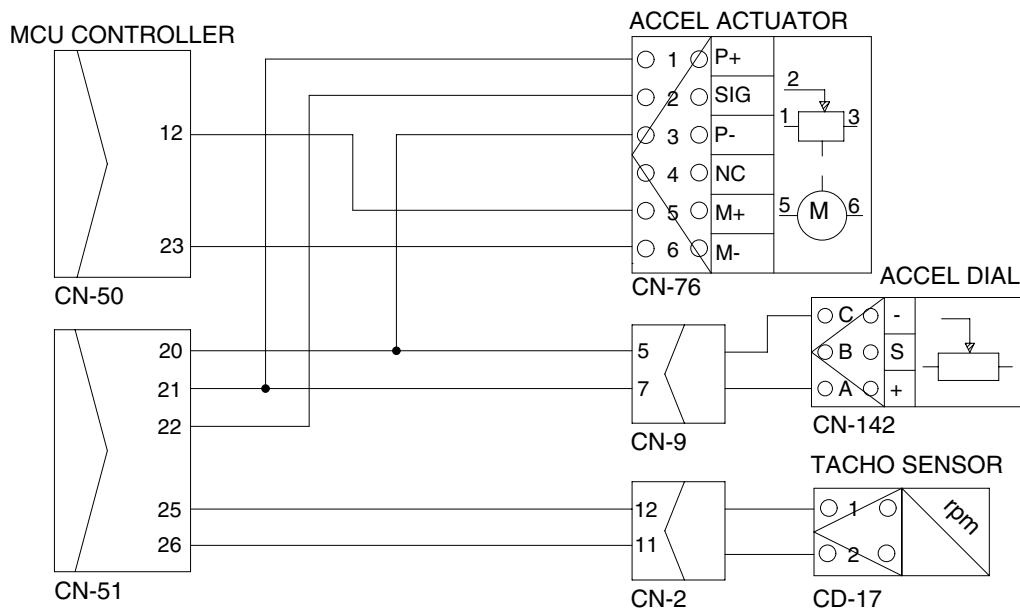 ACCEL ACTUATOR
MCU CONTROLLER
1 P+
2 SIG
3 P-
4 NC
5 M+
6 M-
2
1 3
5 M 6
12
23
CN-50
CN-76
ACCEL DIAL
C -
B S
A +
CN-142
20
21
22
25
26
CN-51
5
7
CN-9
TACHO SENSOR
12
11
CN-2
1
2
rpm
CD-17